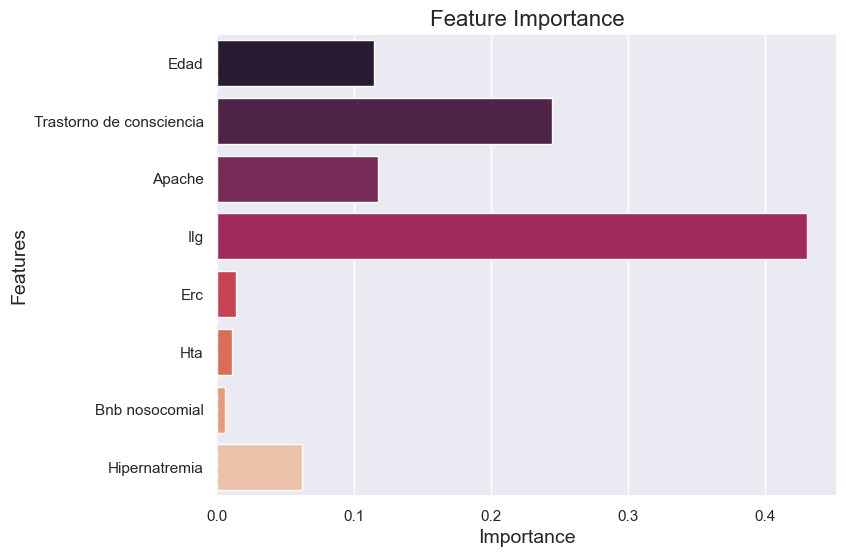 Feature Importance
Edad
Trastorno de consciencia
Apache
Ilg
Erc
Hta
Bnb nosocomial
Hipernatremia
Features
0.0 0.1 0.2 0.3 0.4
Importance